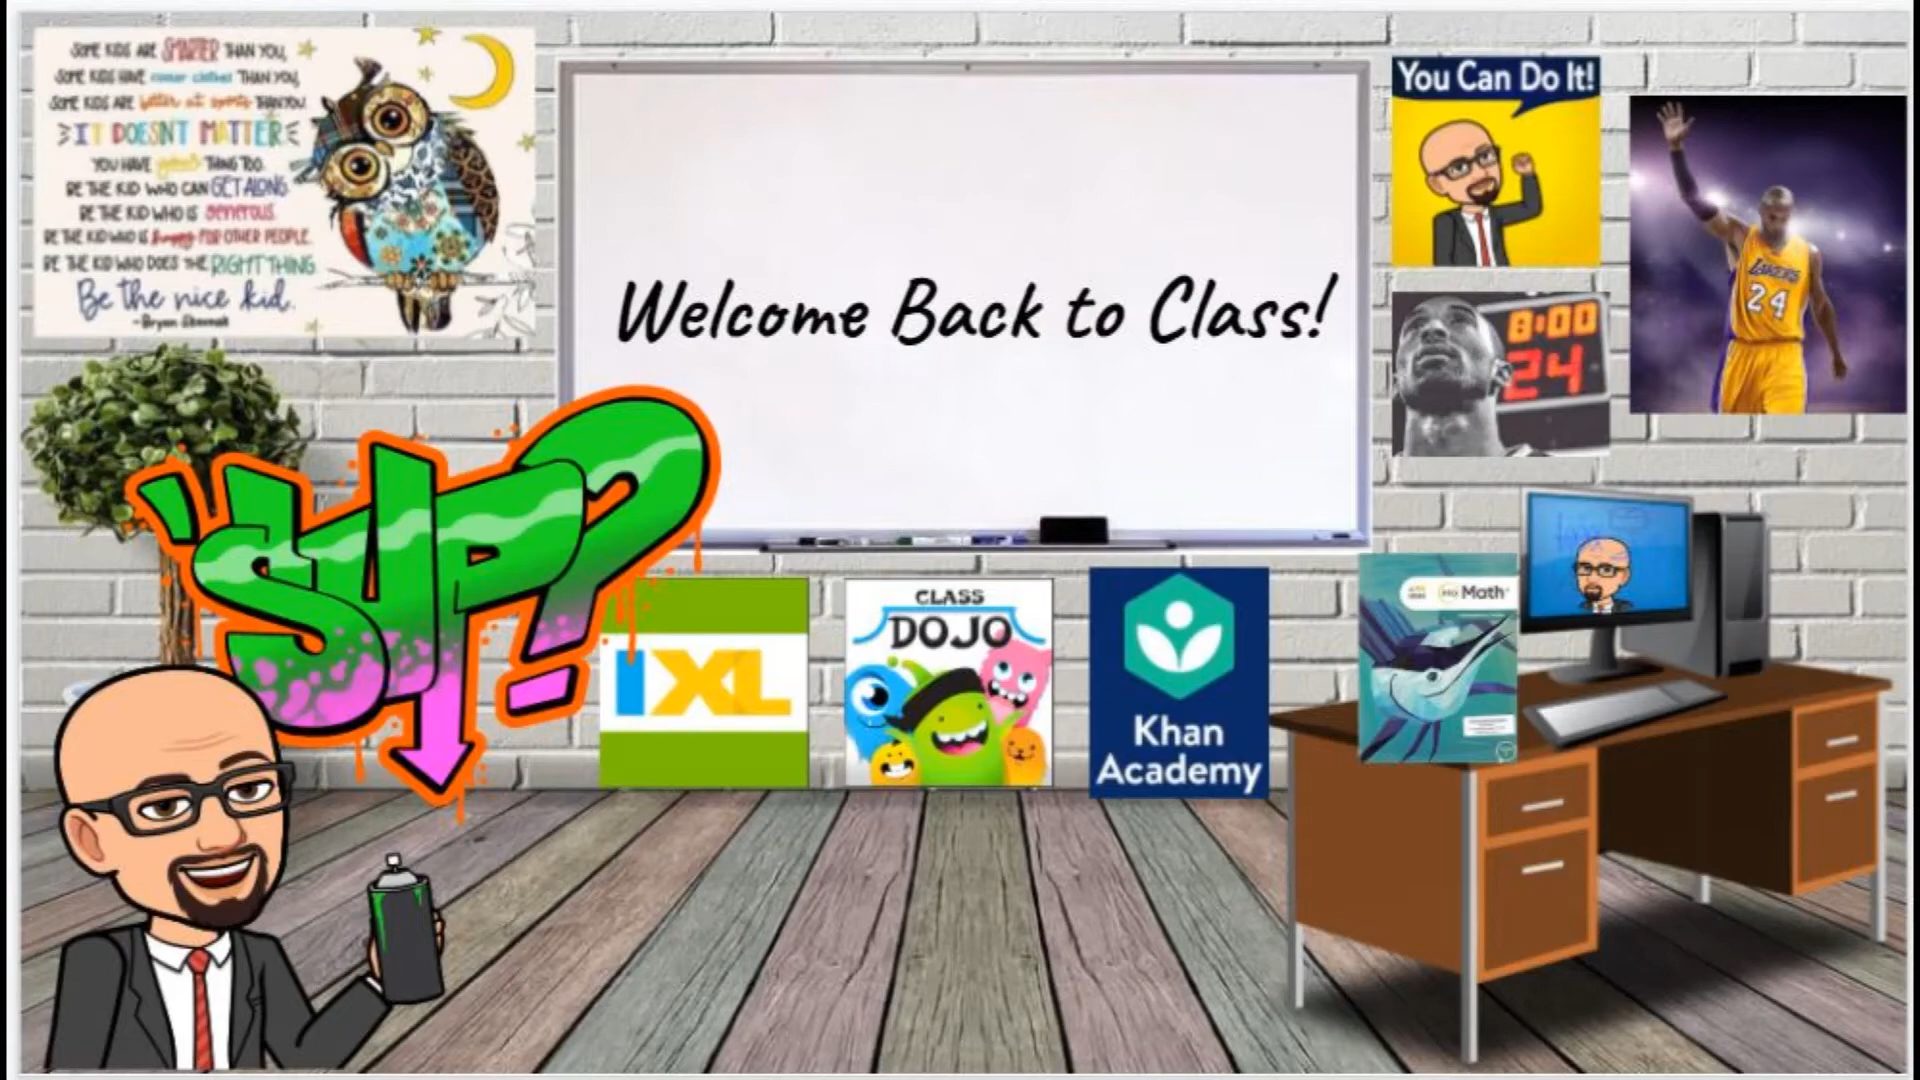 SOME KIDS ARE SMARTER THAN YOU,
SOME KIDS HAVE cooler clothes THAN YOU,
SOME KIDS ARE better at sports THAN YOU.
IT DOESN'T MATTER
YOU HAVE THING TOO.
BE THE KID WHO CAN GET ALONG.
BE THE KID WHO IS generous.
BE THE KID WHO IS happy FOR OTHER PEOPLE.
BE THE KID WHO DOES THE RIGHT THING.
Be the nice kid.
-Bryan
Welcome Back to Class!
You Can Do It!
LAKERS
24
8:00
24
'SUP?
IXL
CLASS
DOJO
Khan
Academy
Math